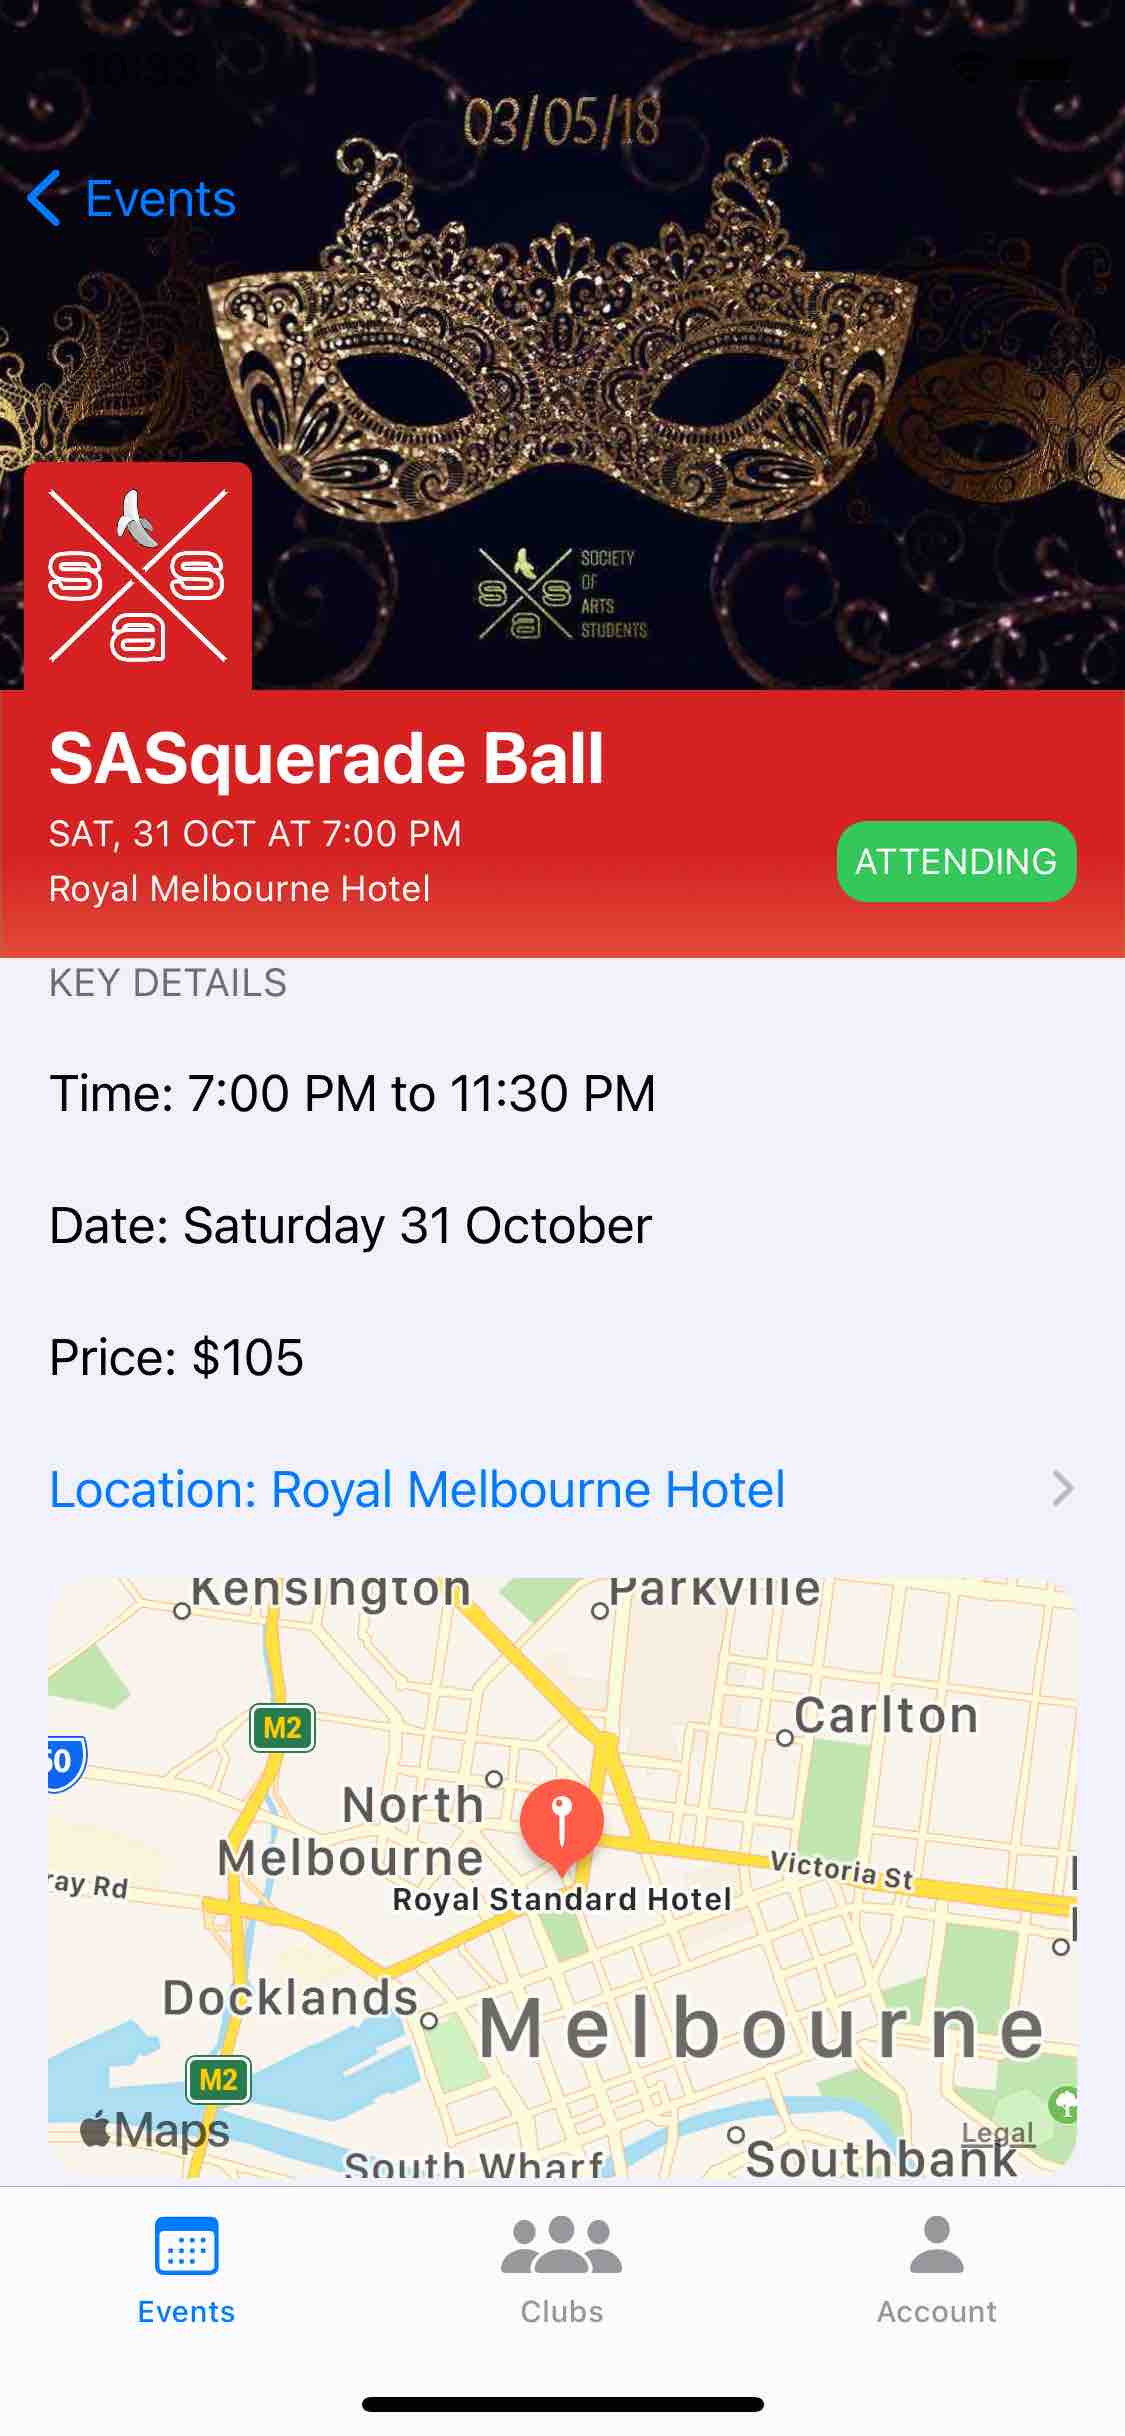 10:33
03/05/18
Events
SOCIETY
OF
ARTS
STUDENTS
s s
a
s s
a
SASquerade Ball
SAT, 31 OCT AT 7:00 PM
Royal Melbourne Hotel
ATTENDING
KEY DETAILS
Time: 7:00 PM to 11:30 PM
Date: Saturday 31 October
Price: $105
Location: Royal Melbourne Hotel
Kensington
Parkville
Carlton
M2
50
North
Melbourne
Victoria St
ray Rd
Royal Standard Hotel
Docklands
Melbourne
M2
Maps
Legal
South Wharf
Southbank
Events
Clubs
Account